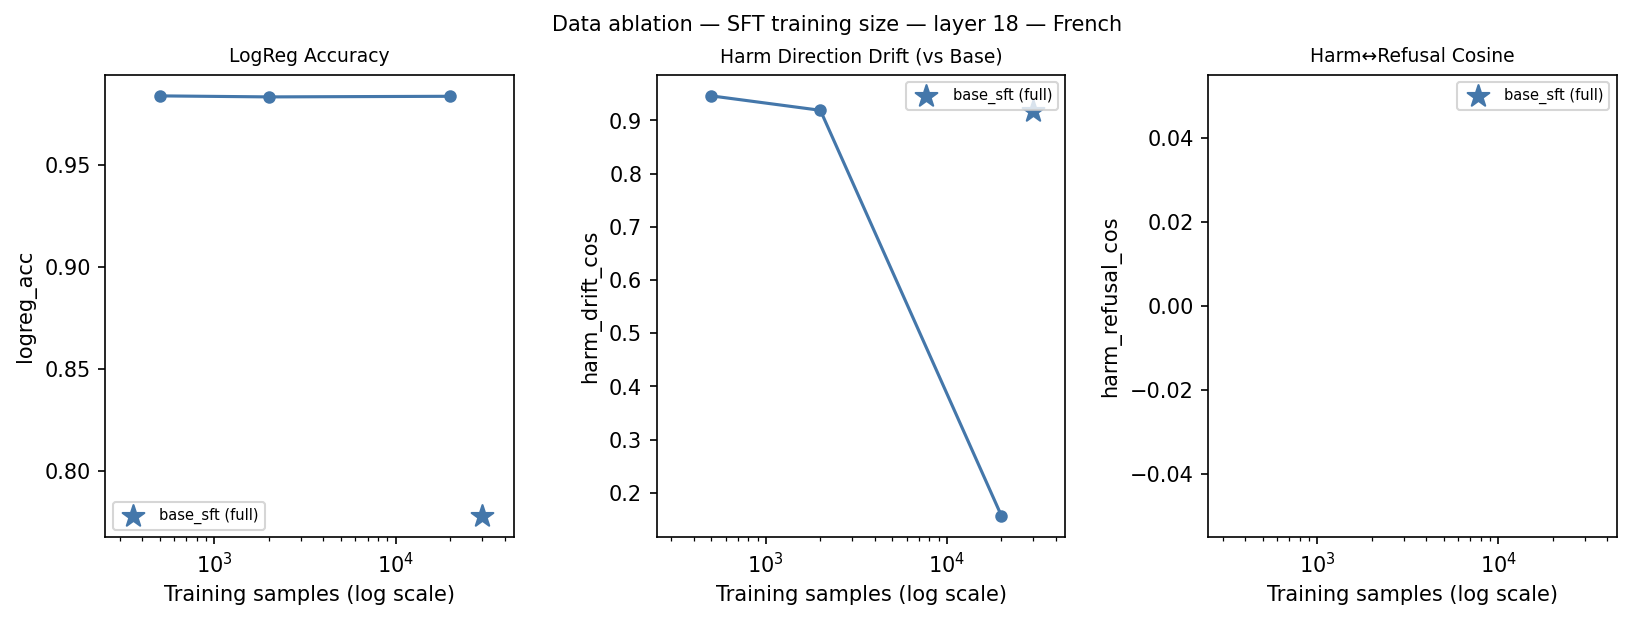 Data ablation — SFT training size — layer 18 — French
LogReg Accuracy
logreg_acc
0.95
0.90
0.85
0.80
base_sft (full)
10³
10⁴
Training samples (log scale)
Harm Direction Drift (vs Base)
harm_drift_cos
0.9
0.8
0.7
0.6
0.5
0.4
0.3
0.2
base_sft (full)
10³
10⁴
Training samples (log scale)
Harm↔Refusal Cosine
harm_refusal_cos
0.04
0.02
0.00
−0.02
−0.04
base_sft (full)
10³
10⁴
Training samples (log scale)